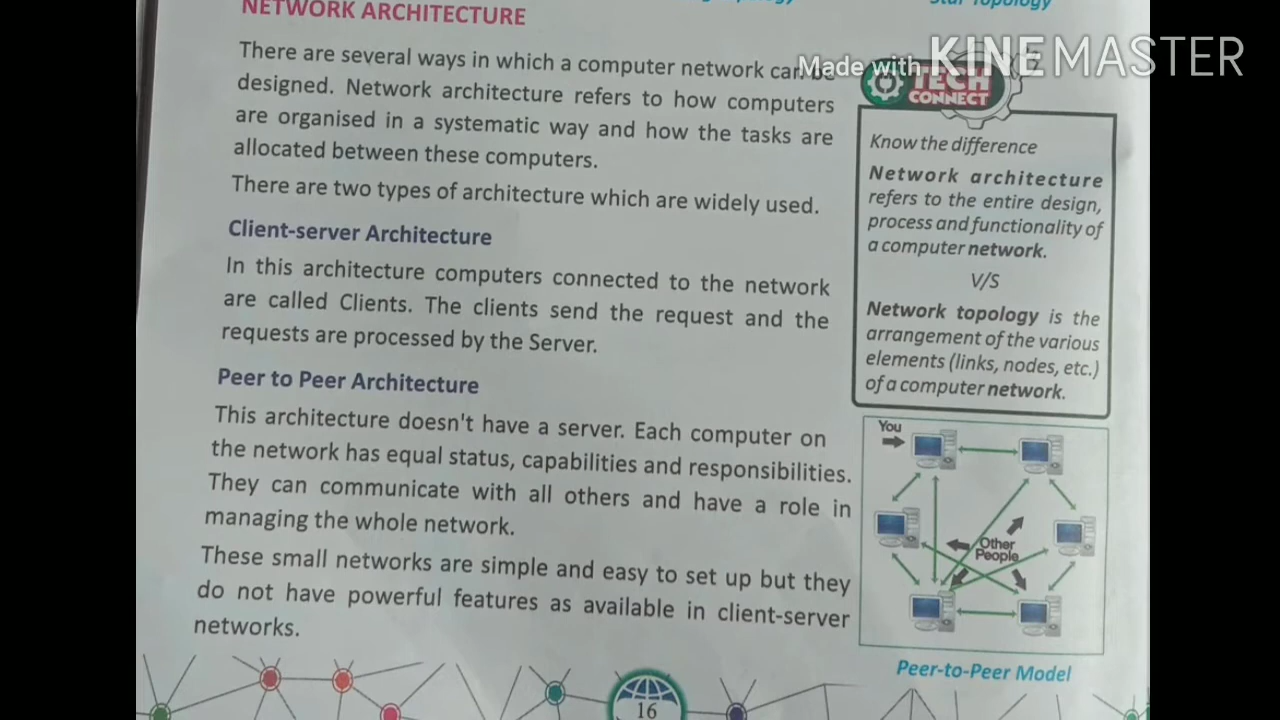 Star Topology
NETWORK ARCHITECTURE
There are several ways in which a computer network can be
designed. Network architecture refers to how computers
are organised in a systematic way and how the tasks are
allocated between these computers.
There are two types of architecture which are widely used.
Client-server Architecture
In this architecture computers connected to the network
are called Clients. The clients send the request and the
requests are processed by the Server.
Peer to Peer Architecture
This architecture doesn't have a server. Each computer on
the network has equal status, capabilities and responsibilities.
They can communicate with all others and have a role in
managing the whole network.
These small networks are simple and easy to set up but they
do not have powerful features as available in client-server
networks.
Made with KINEMASTER
TECH
CONNECT
Know the difference
Network architecture
refers to the entire design,
process and functionality of
a computer network.
V/S
Network topology is the
arrangement of the various
elements (links, nodes, etc.)
of a computer network.
You
Other
People
Peer-to-Peer Model
16